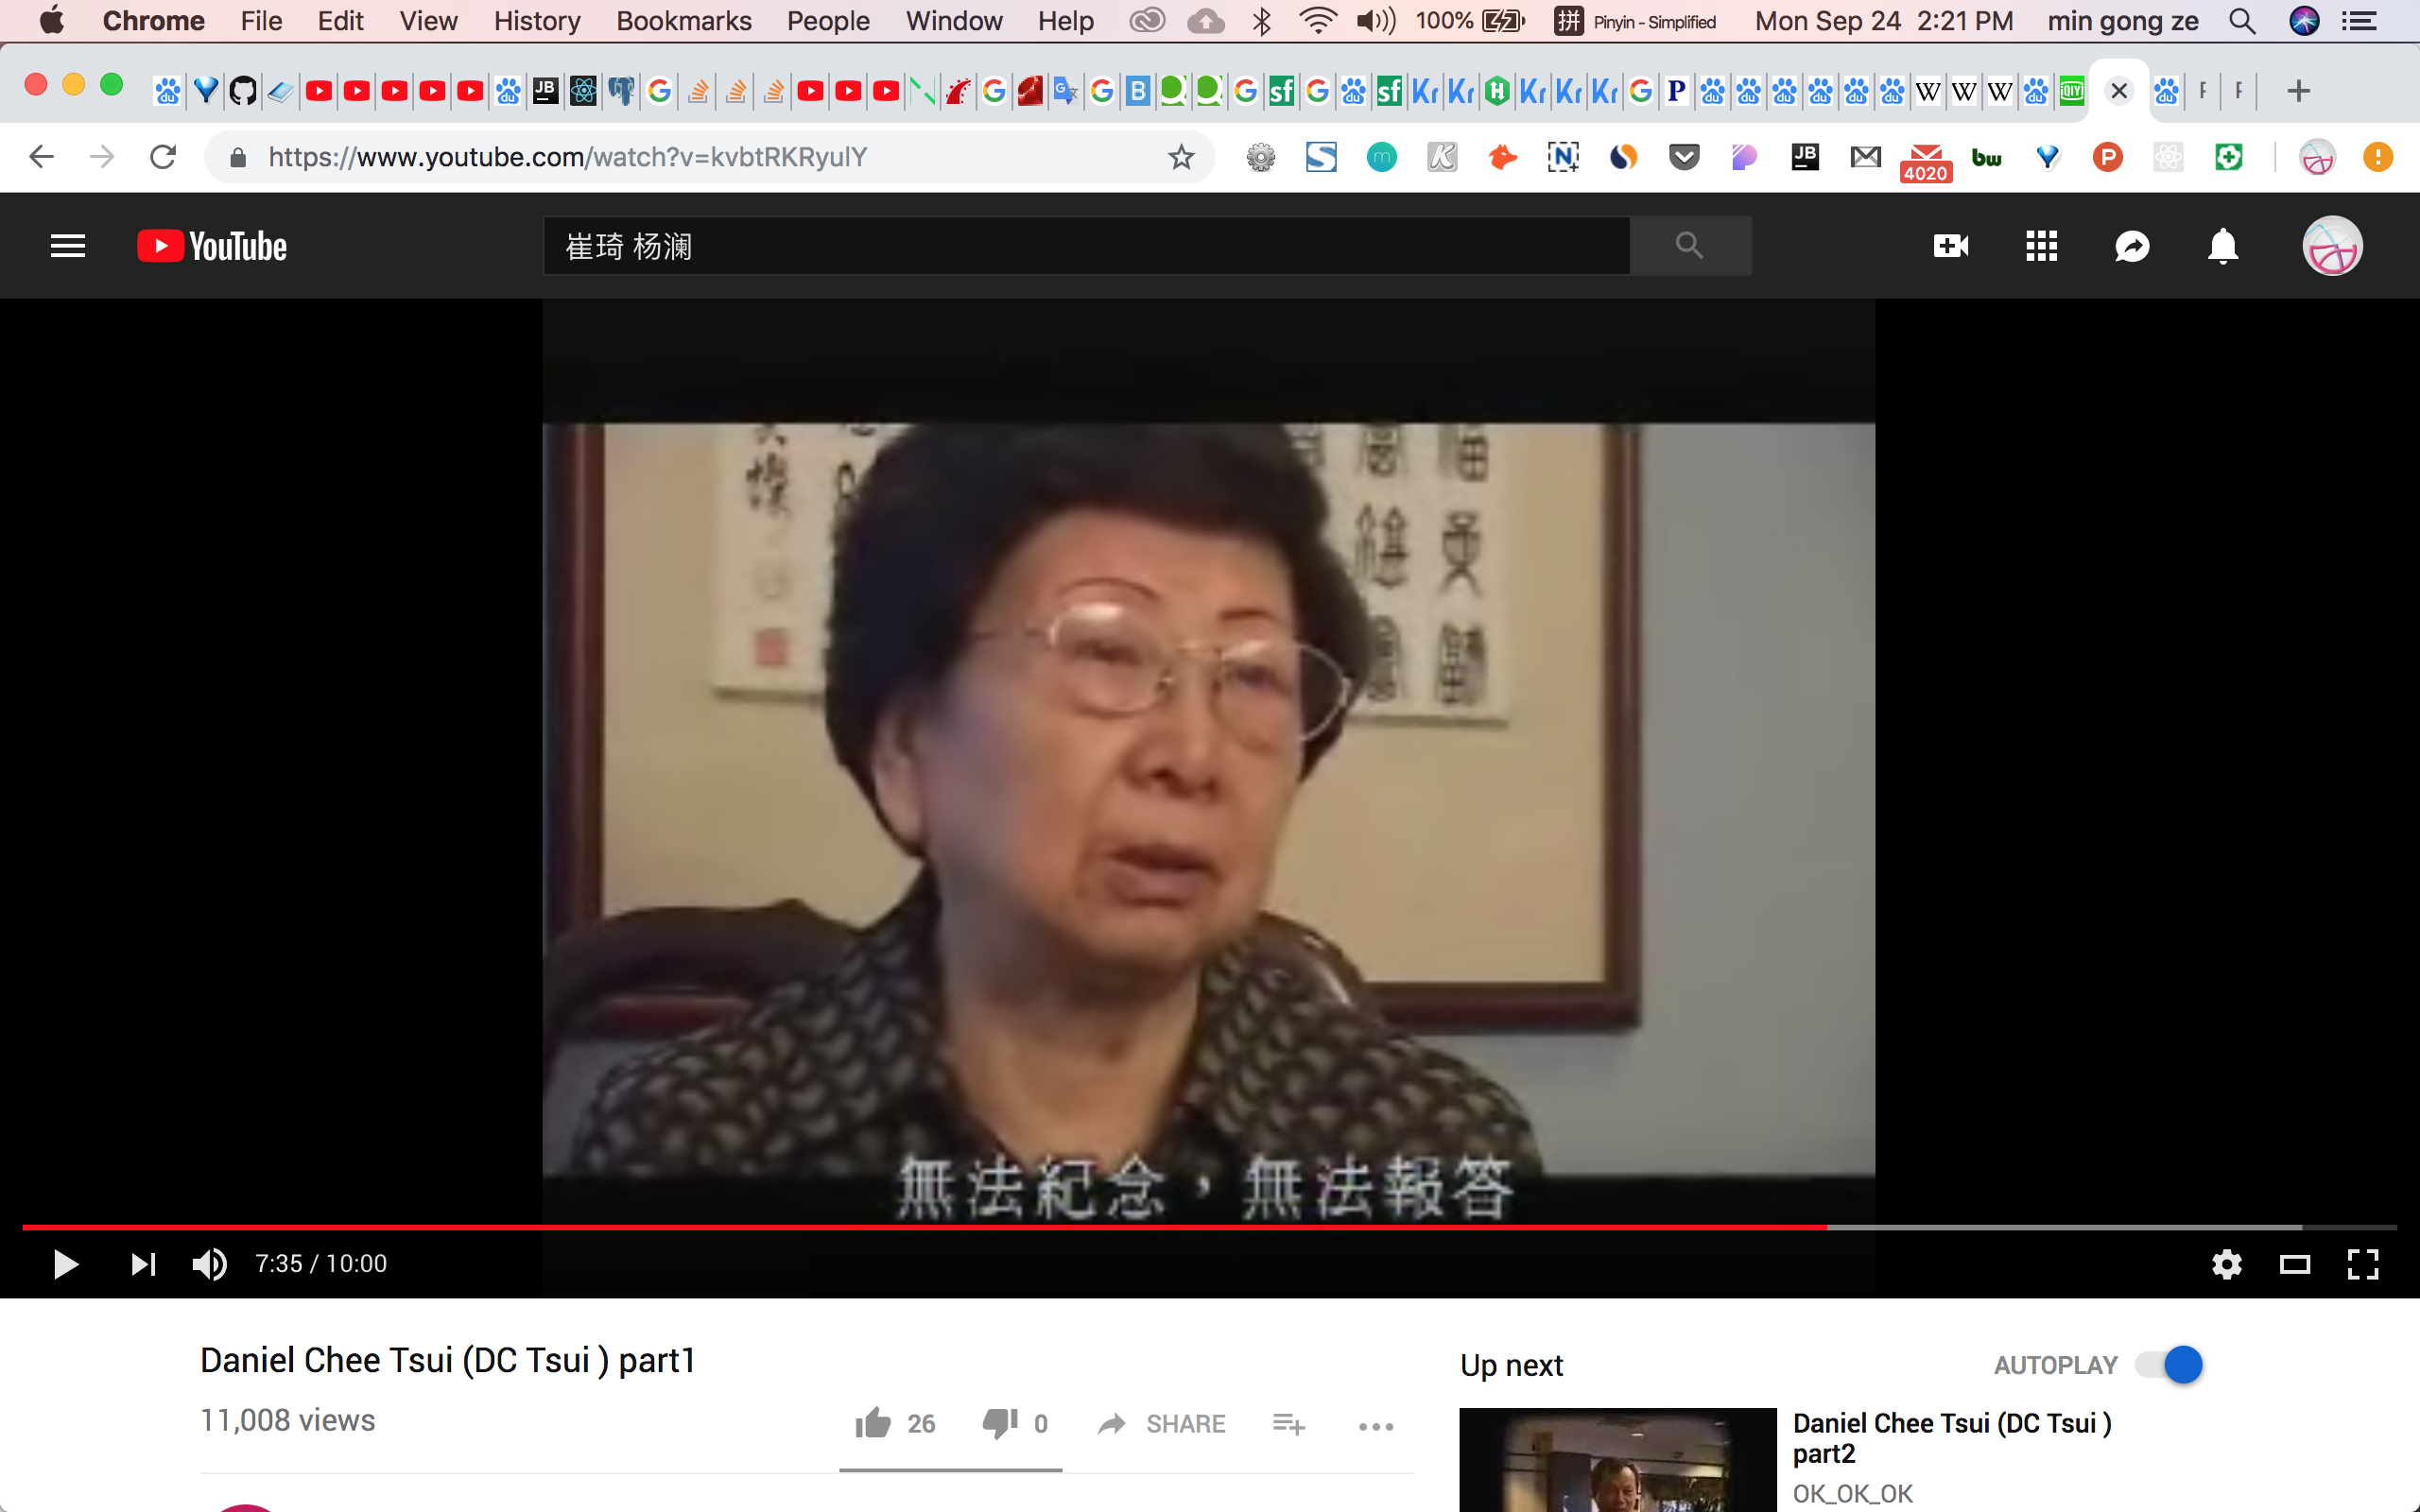 Chrome File Edit View History Bookmarks People Window Help 100% 拼 Pinyin - Simplified Mon Sep 24 2:21 PM min gong ze
https://www.youtube.com/watch?v=kvbtRKRyulY
4020
YouTube
崔琦 杨澜
無法紀念，無法報答
7:35 / 10:00
Daniel Chee Tsui (DC Tsui ) part1
11,008 views
26 0 SHARE
Up next
AUTOPLAY
Daniel Chee Tsui (DC Tsui )
part2
OK_OK_OK